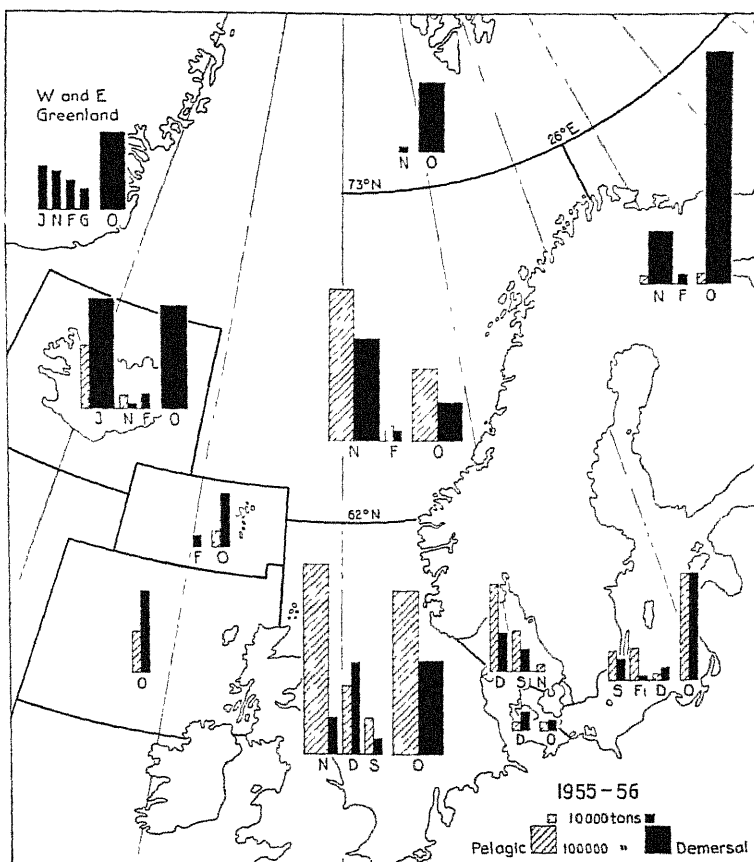 W and E
Greenland
J N F G O
N O
73°N
26°E
N F O
J N F O
N F O
62°N
F O
O
N D S O
D S N
D O
S Fi D O
1955-56
10000 tons
Pelagic 100000 " Demersal